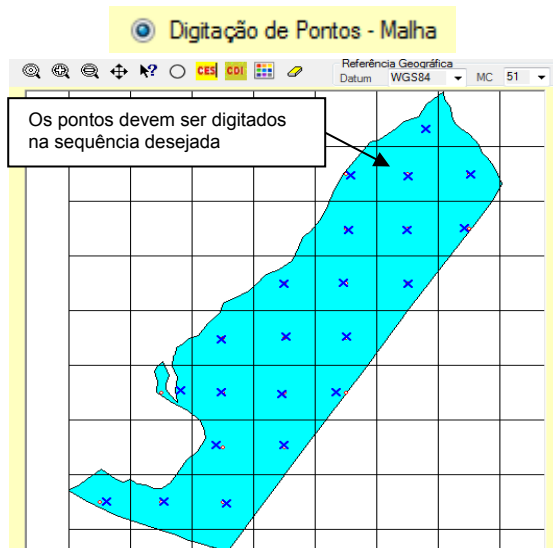 Digitação de Pontos - Malha
CES CDI Referência Geográfica
Datum WGS84 MC 51
Os pontos devem ser digitados
na sequência desejada